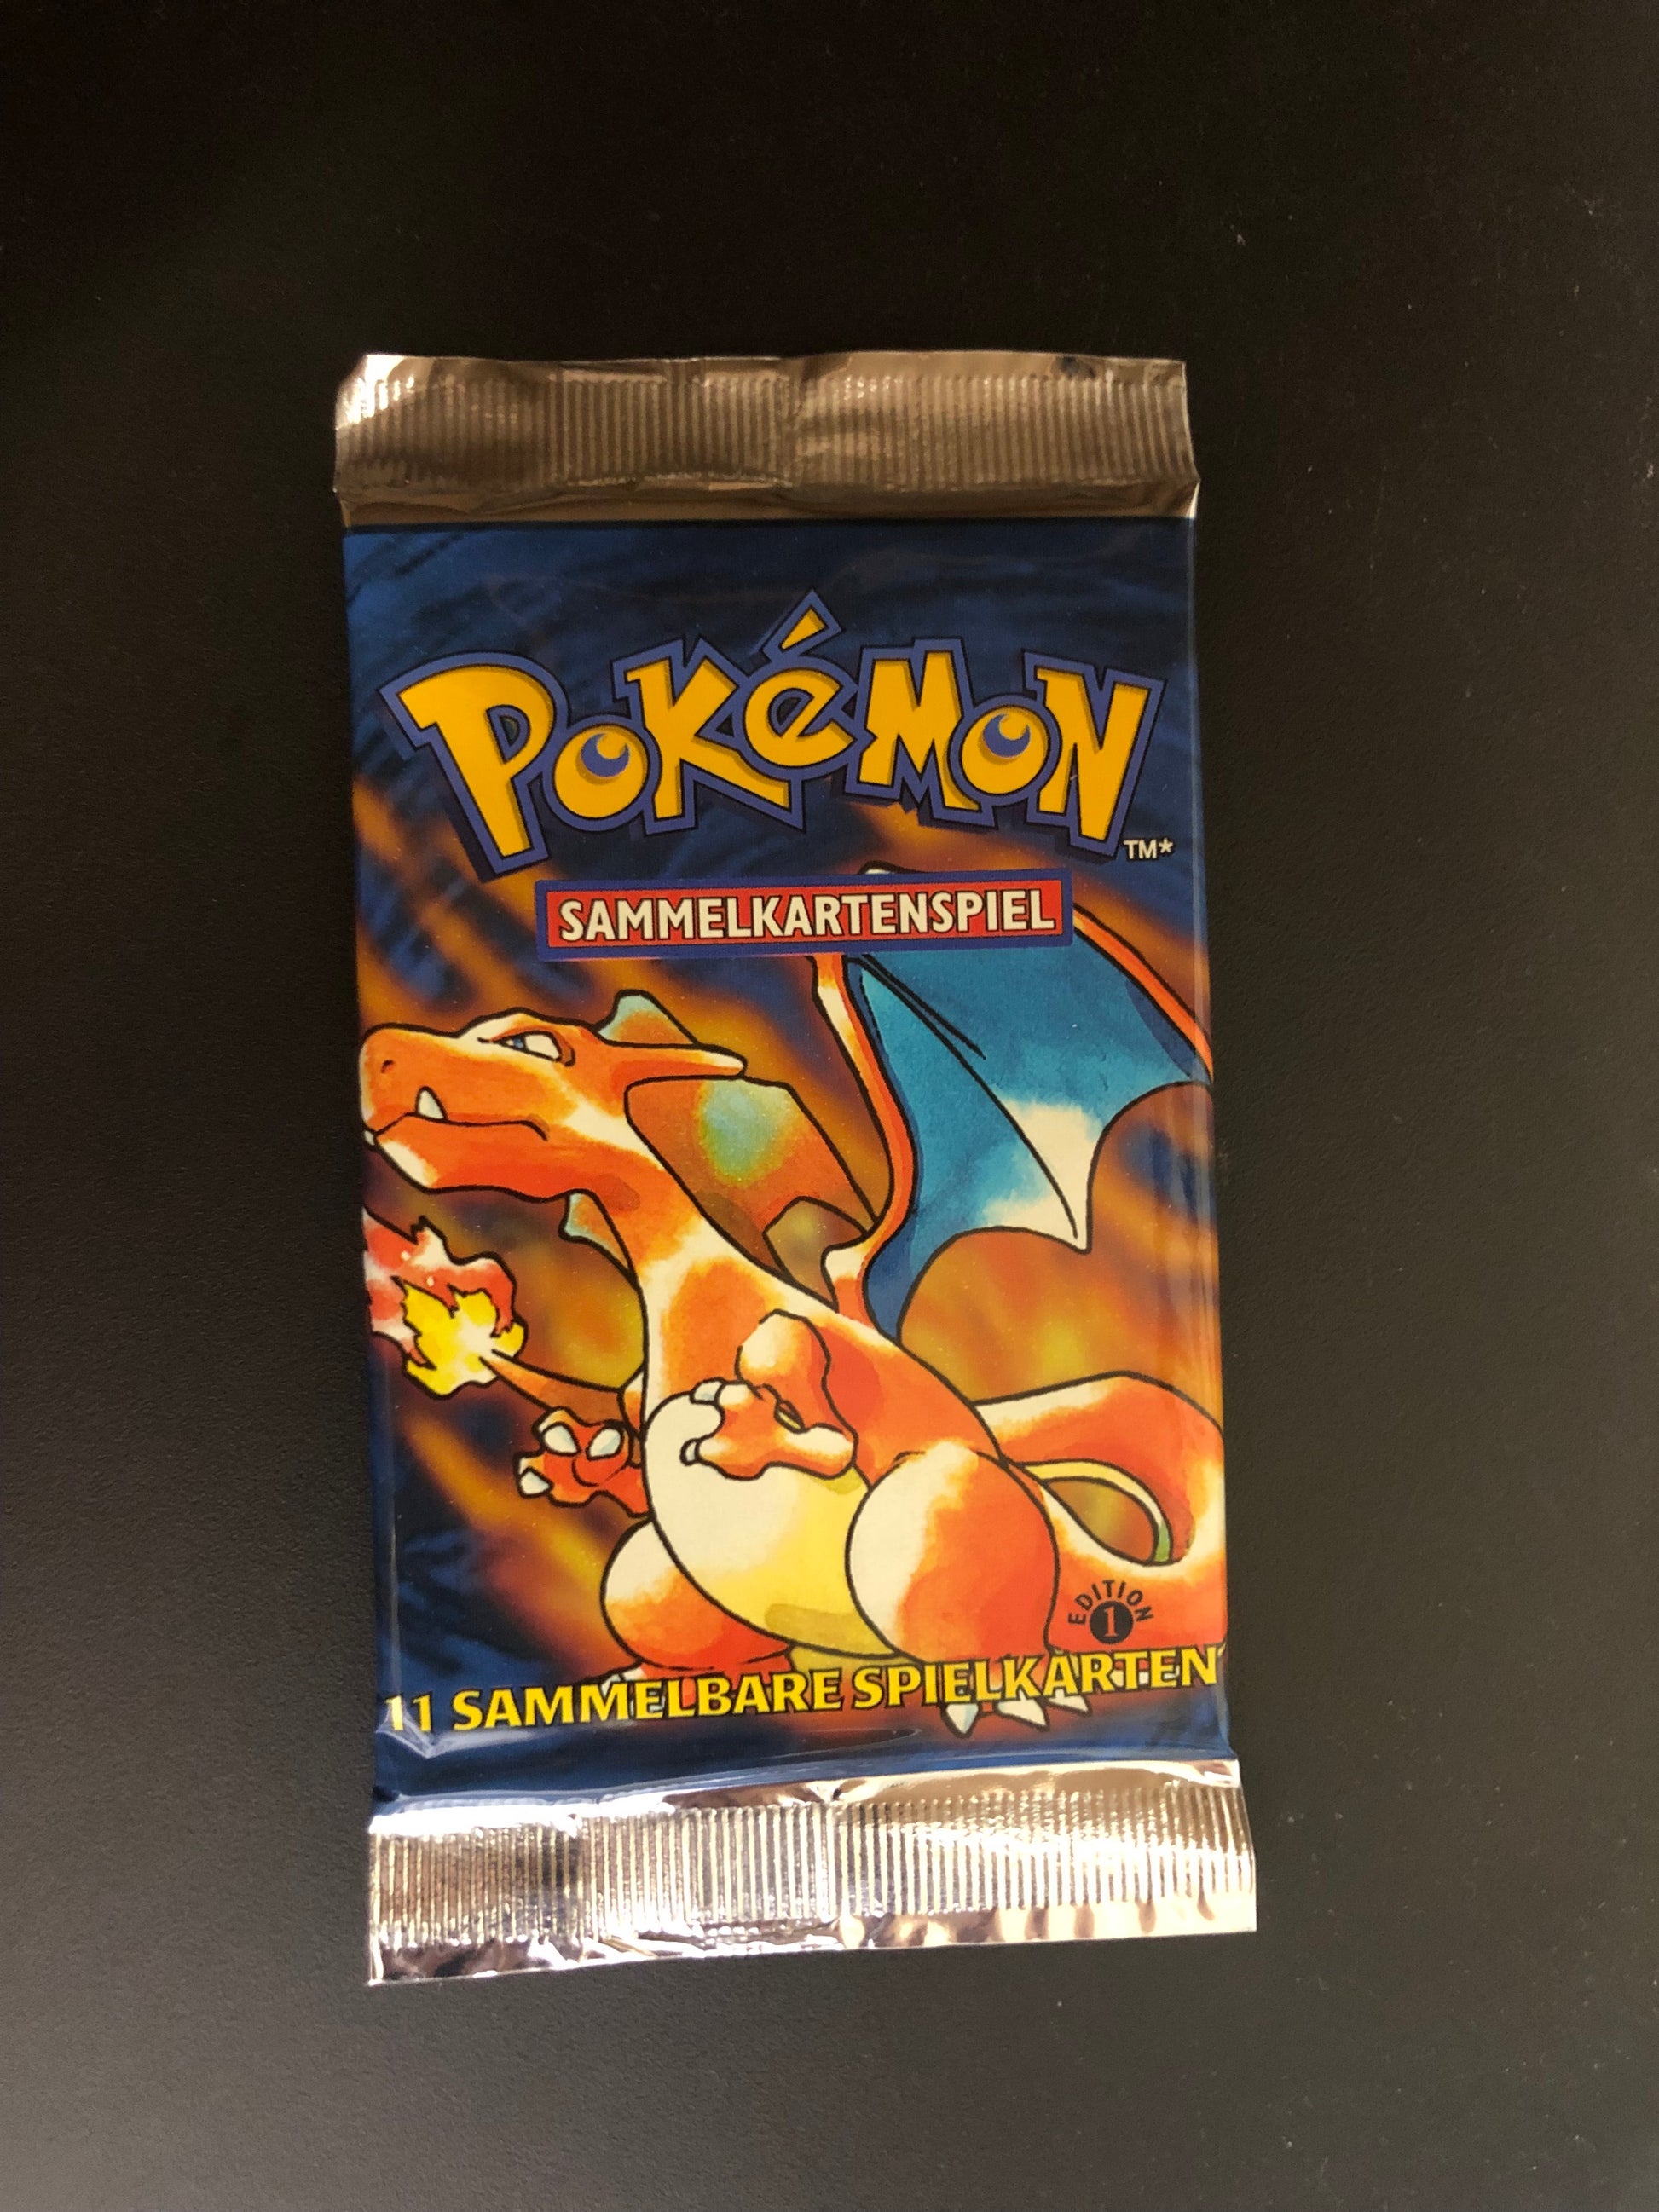 POKéMON
TM*
SAMMELKARTENSPIEL
EDITION
1
11 SAMMELBARE SPIELKARTEN